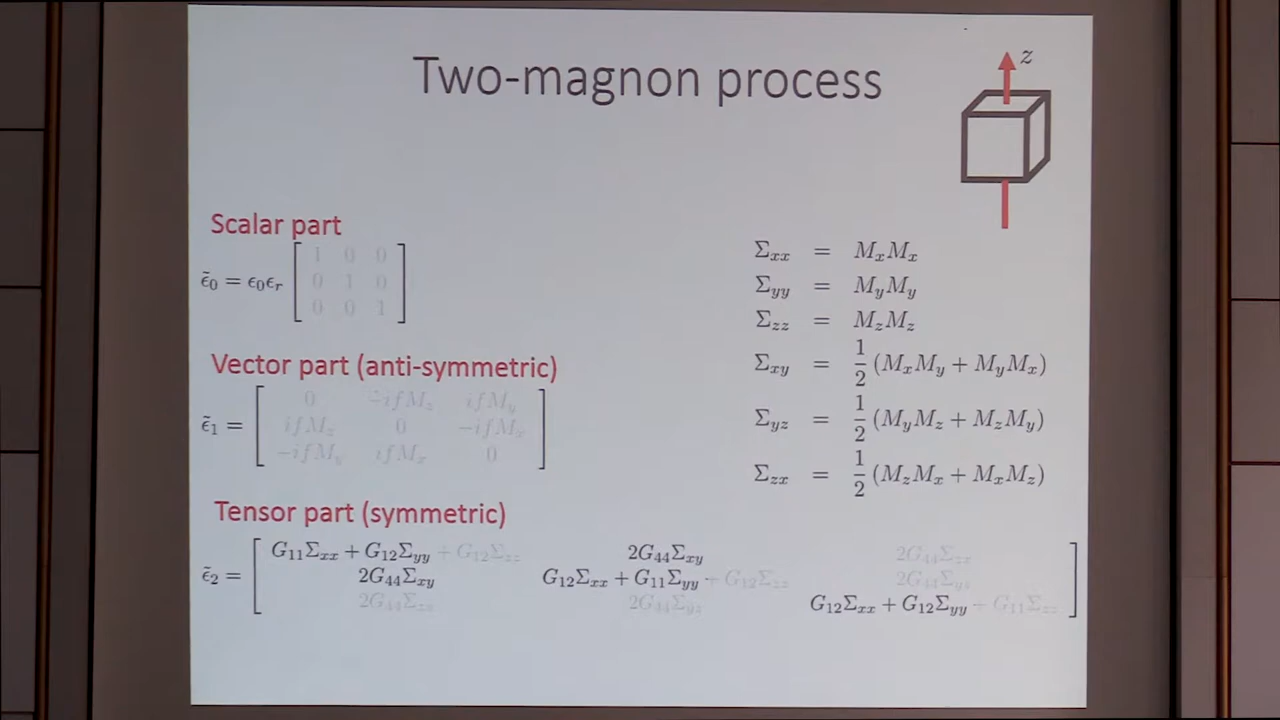 Two-magnon process
z
Scalar part
ϵ̃₀ = ϵ₀ϵᵣ [ 1 0 0
0 1 0
0 0 1 ]
Vector part (anti-symmetric)
ϵ̃₁ = [ 0 −ifM_z ifM_y
ifM_z 0 −ifM_x
−ifM_y ifM_x 0 ]
Tensor part (symmetric)
ϵ̃₂ = [ G₁₁Σ_xx + G₁₂Σ_yy + G₁₂Σ_zz 2G₄₄Σ_xy 2G₄₄Σ_zx
2G₄₄Σ_xy G₁₂Σ_xx + G₁₁Σ_yy + G₁₂Σ_zz 2G₄₄Σ_yz
2G₄₄Σ_zx 2G₄₄Σ_yz G₁₂Σ_xx + G₁₂Σ_yy + G₁₁Σ_zz ]
Σ_xx = M_xM_x
Σ_yy = M_yM_y
Σ_zz = M_zM_z
Σ_xy = 1/2 (M_xM_y + M_yM_x)
Σ_yz = 1/2 (M_yM_z + M_zM_y)
Σ_zx = 1/2 (M_zM_x + M_xM_z)